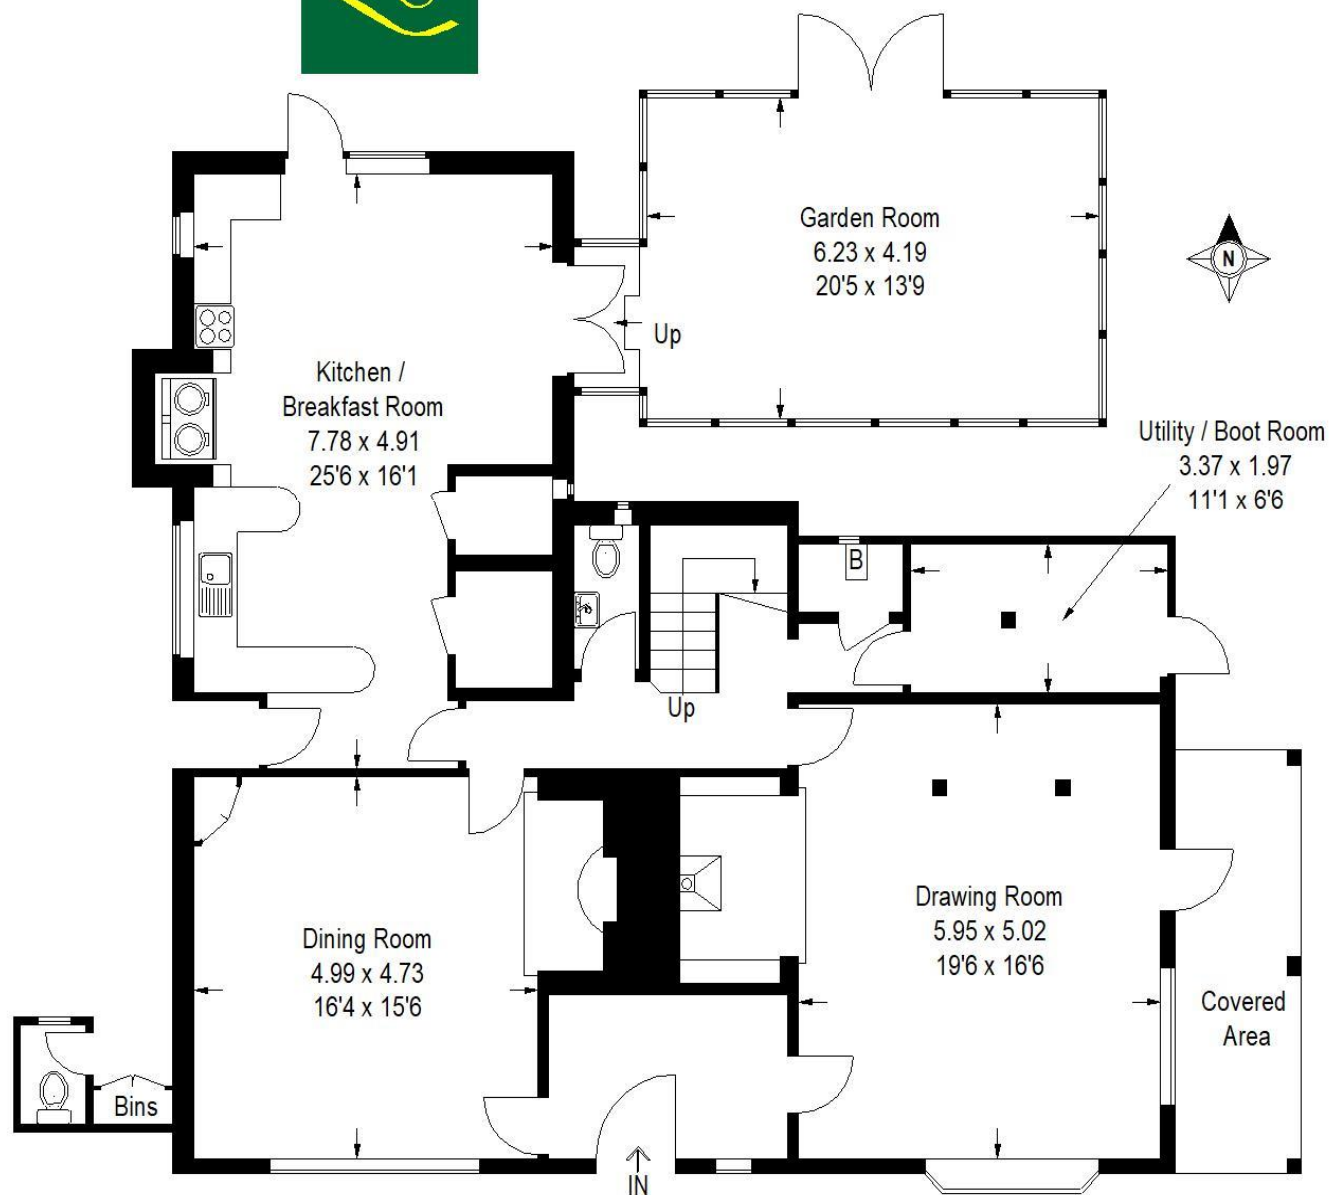 Garden Room
6.23 x 4.19
20'5 x 13'9
N
Up
Kitchen /
Breakfast Room
7.78 x 4.91
25'6 x 16'1
Utility / Boot Room
3.37 x 1.97
11'1 x 6'6
B
Up
Drawing Room
5.95 x 5.02
19'6 x 16'6
Dining Room
4.99 x 4.73
16'4 x 15'6
Covered
Area
Bins
IN